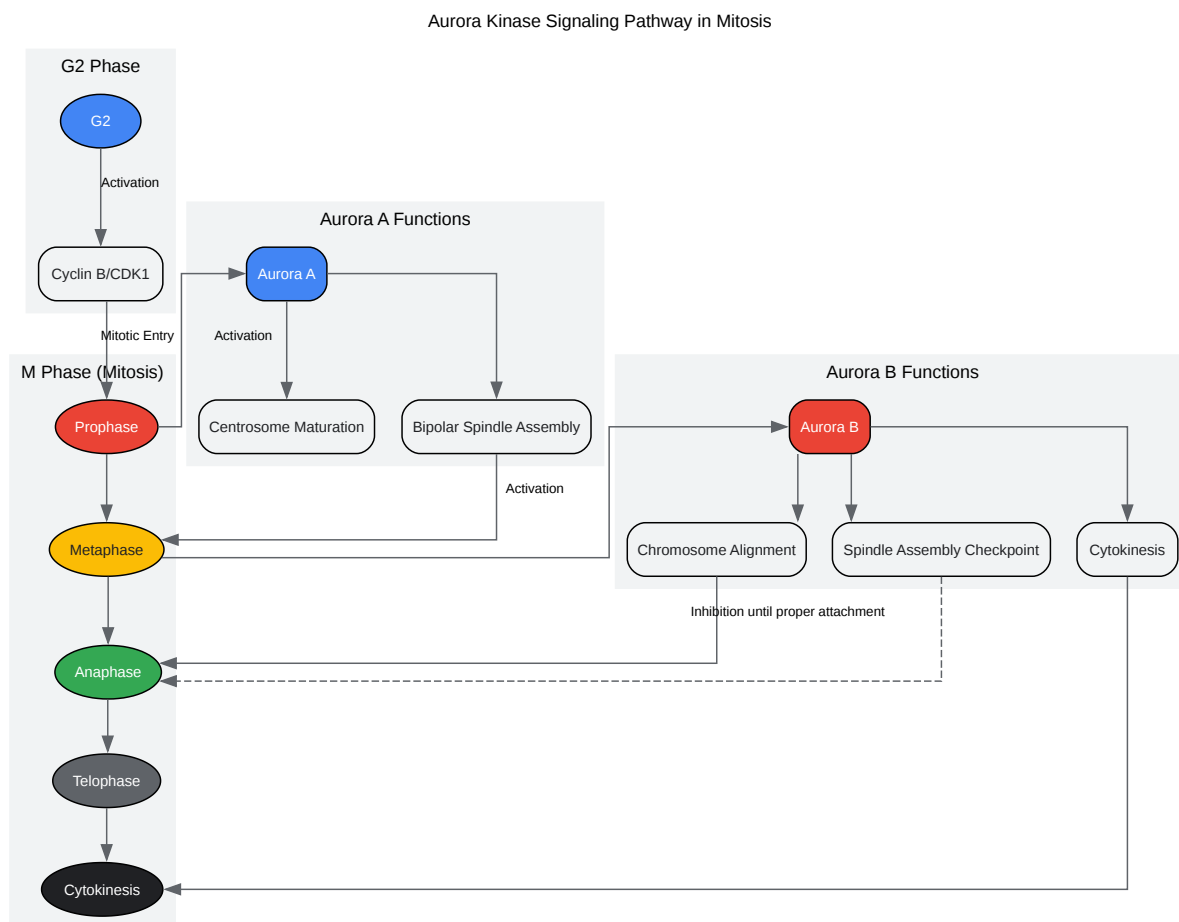 Aurora Kinase Signaling Pathway in Mitosis
G2 Phase
G2
Activation
Cyclin B/CDK1
Mitotic Entry
Aurora A Functions
Aurora A
Activation
Centrosome Maturation
Bipolar Spindle Assembly
Activation
M Phase (Mitosis)
Prophase
Metaphase
Anaphase
Telophase
Cytokinesis
Aurora B Functions
Aurora B
Chromosome Alignment
Spindle Assembly Checkpoint
Cytokinesis
Inhibition until proper attachment